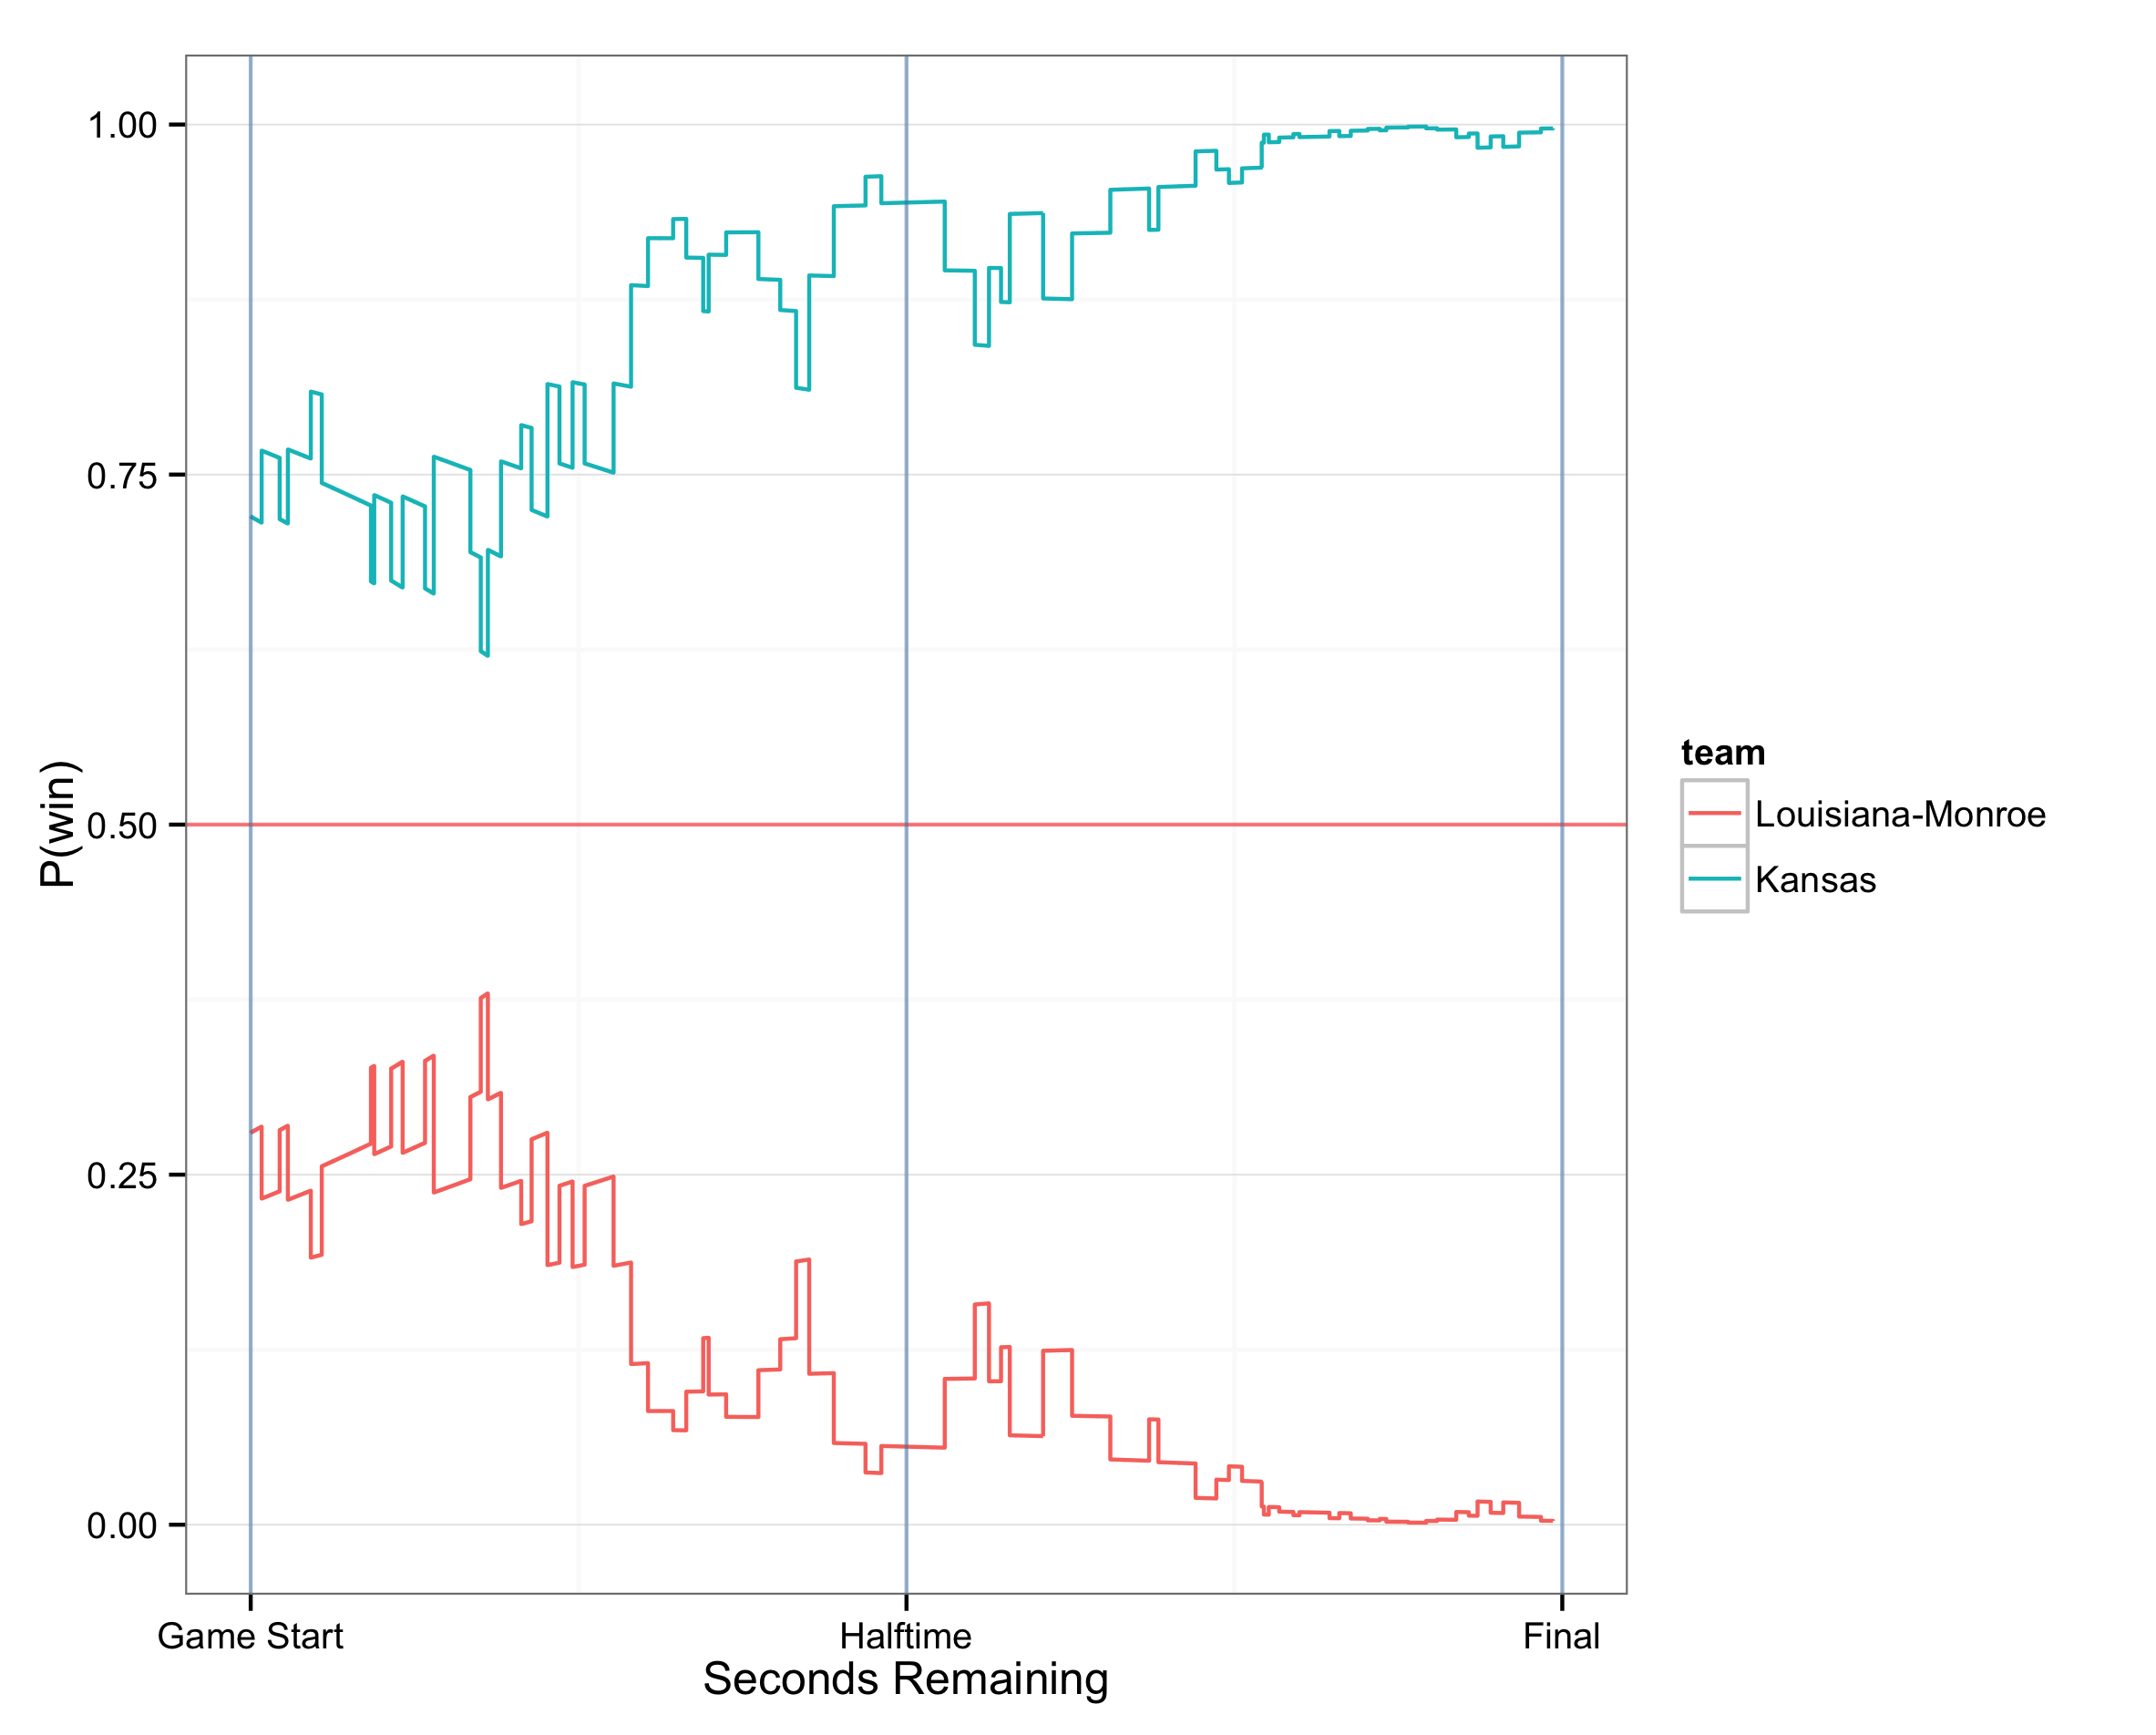 1.00
0.75
0.50
0.25
0.00
P(win)
Game Start
Halftime
Final
Seconds Remaining
team
Louisiana-Monroe
Kansas